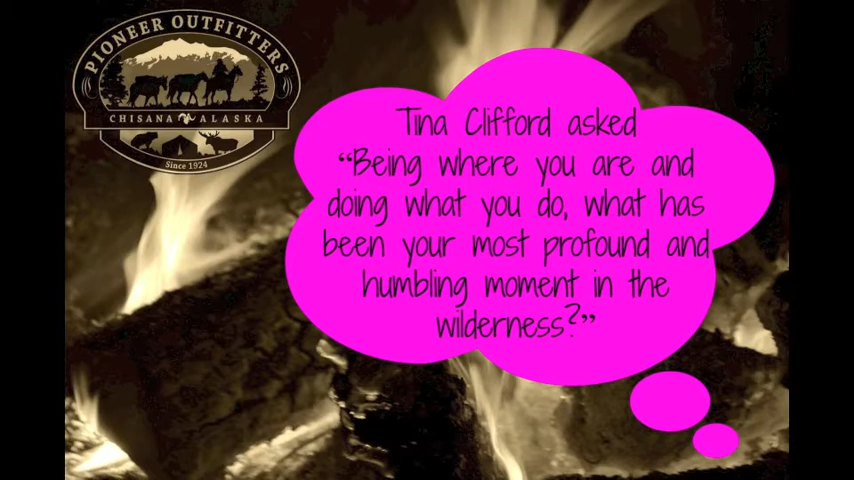 PIONEER OUTFITTERS
CHISANA ALASKA
Since 1924
Tina Clifford asked
“Being where you are and
doing what you do, what has
been your most profound and
humbling moment in the
wilderness?”